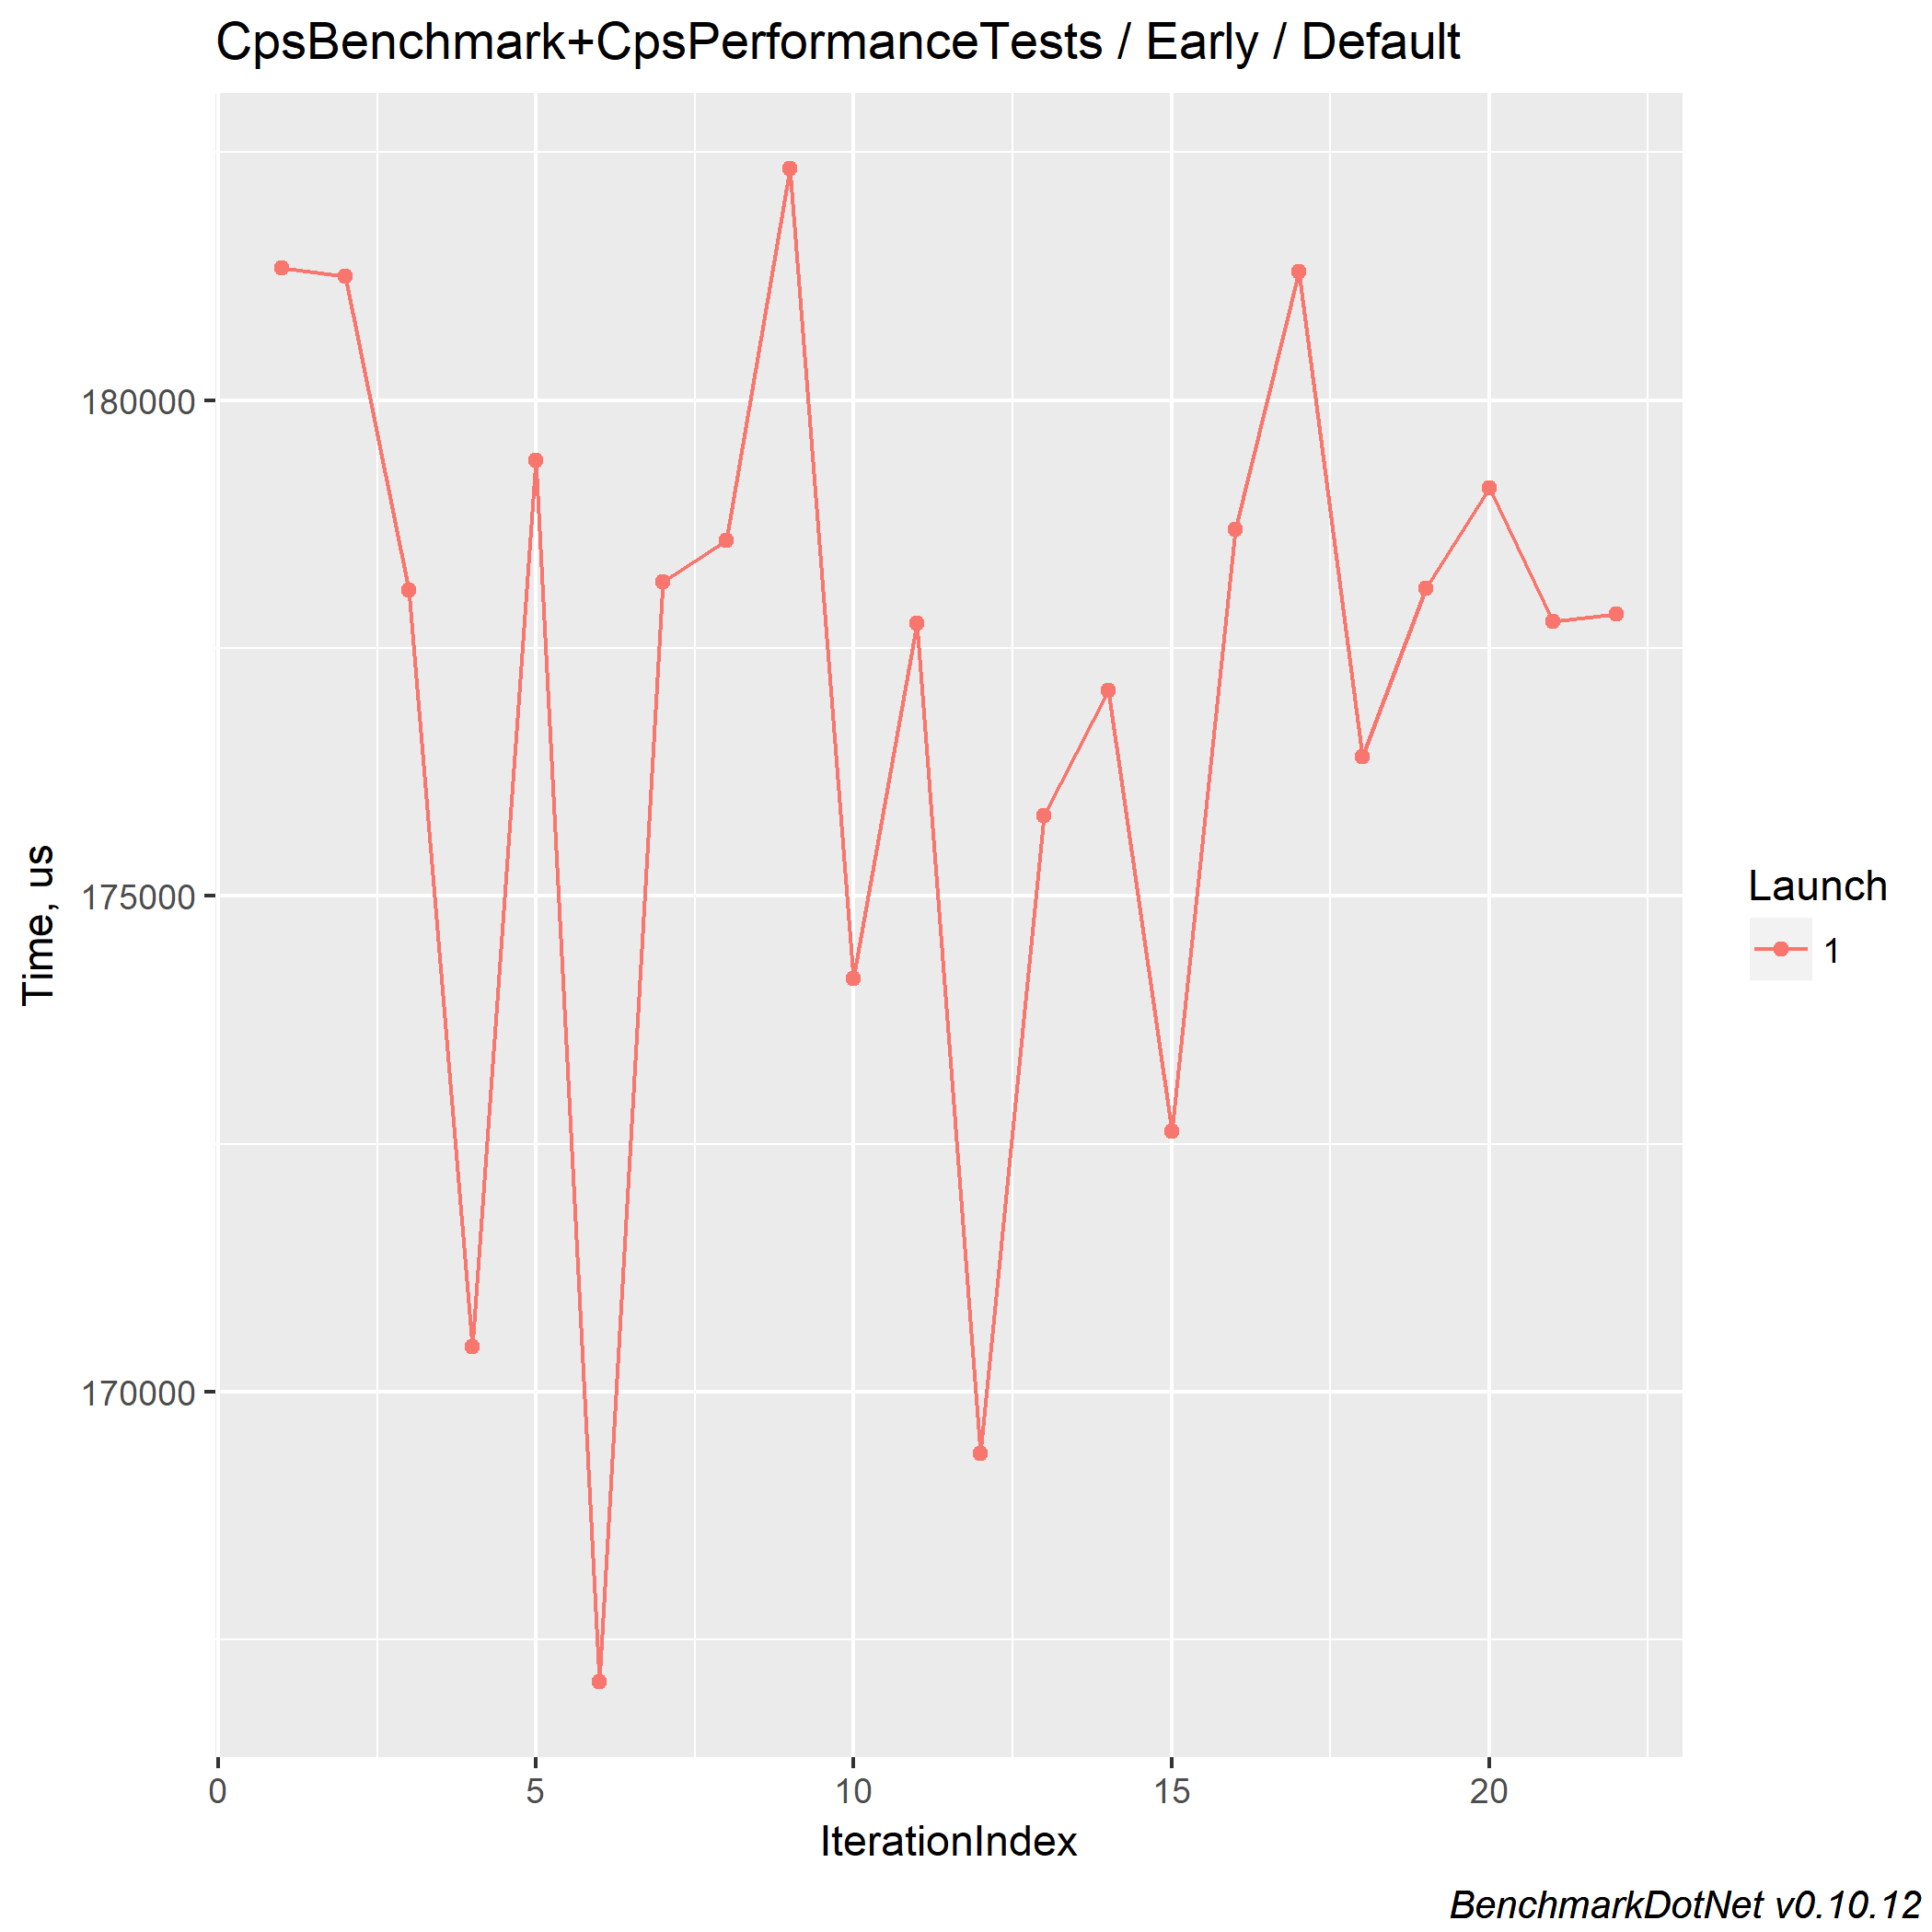 CpsBenchmark+CpsPerformanceTests / Early / Default
180000
175000
170000
Time, us
0 5 10 15 20
IterationIndex
Launch
1
BenchmarkDotNet v0.10.12